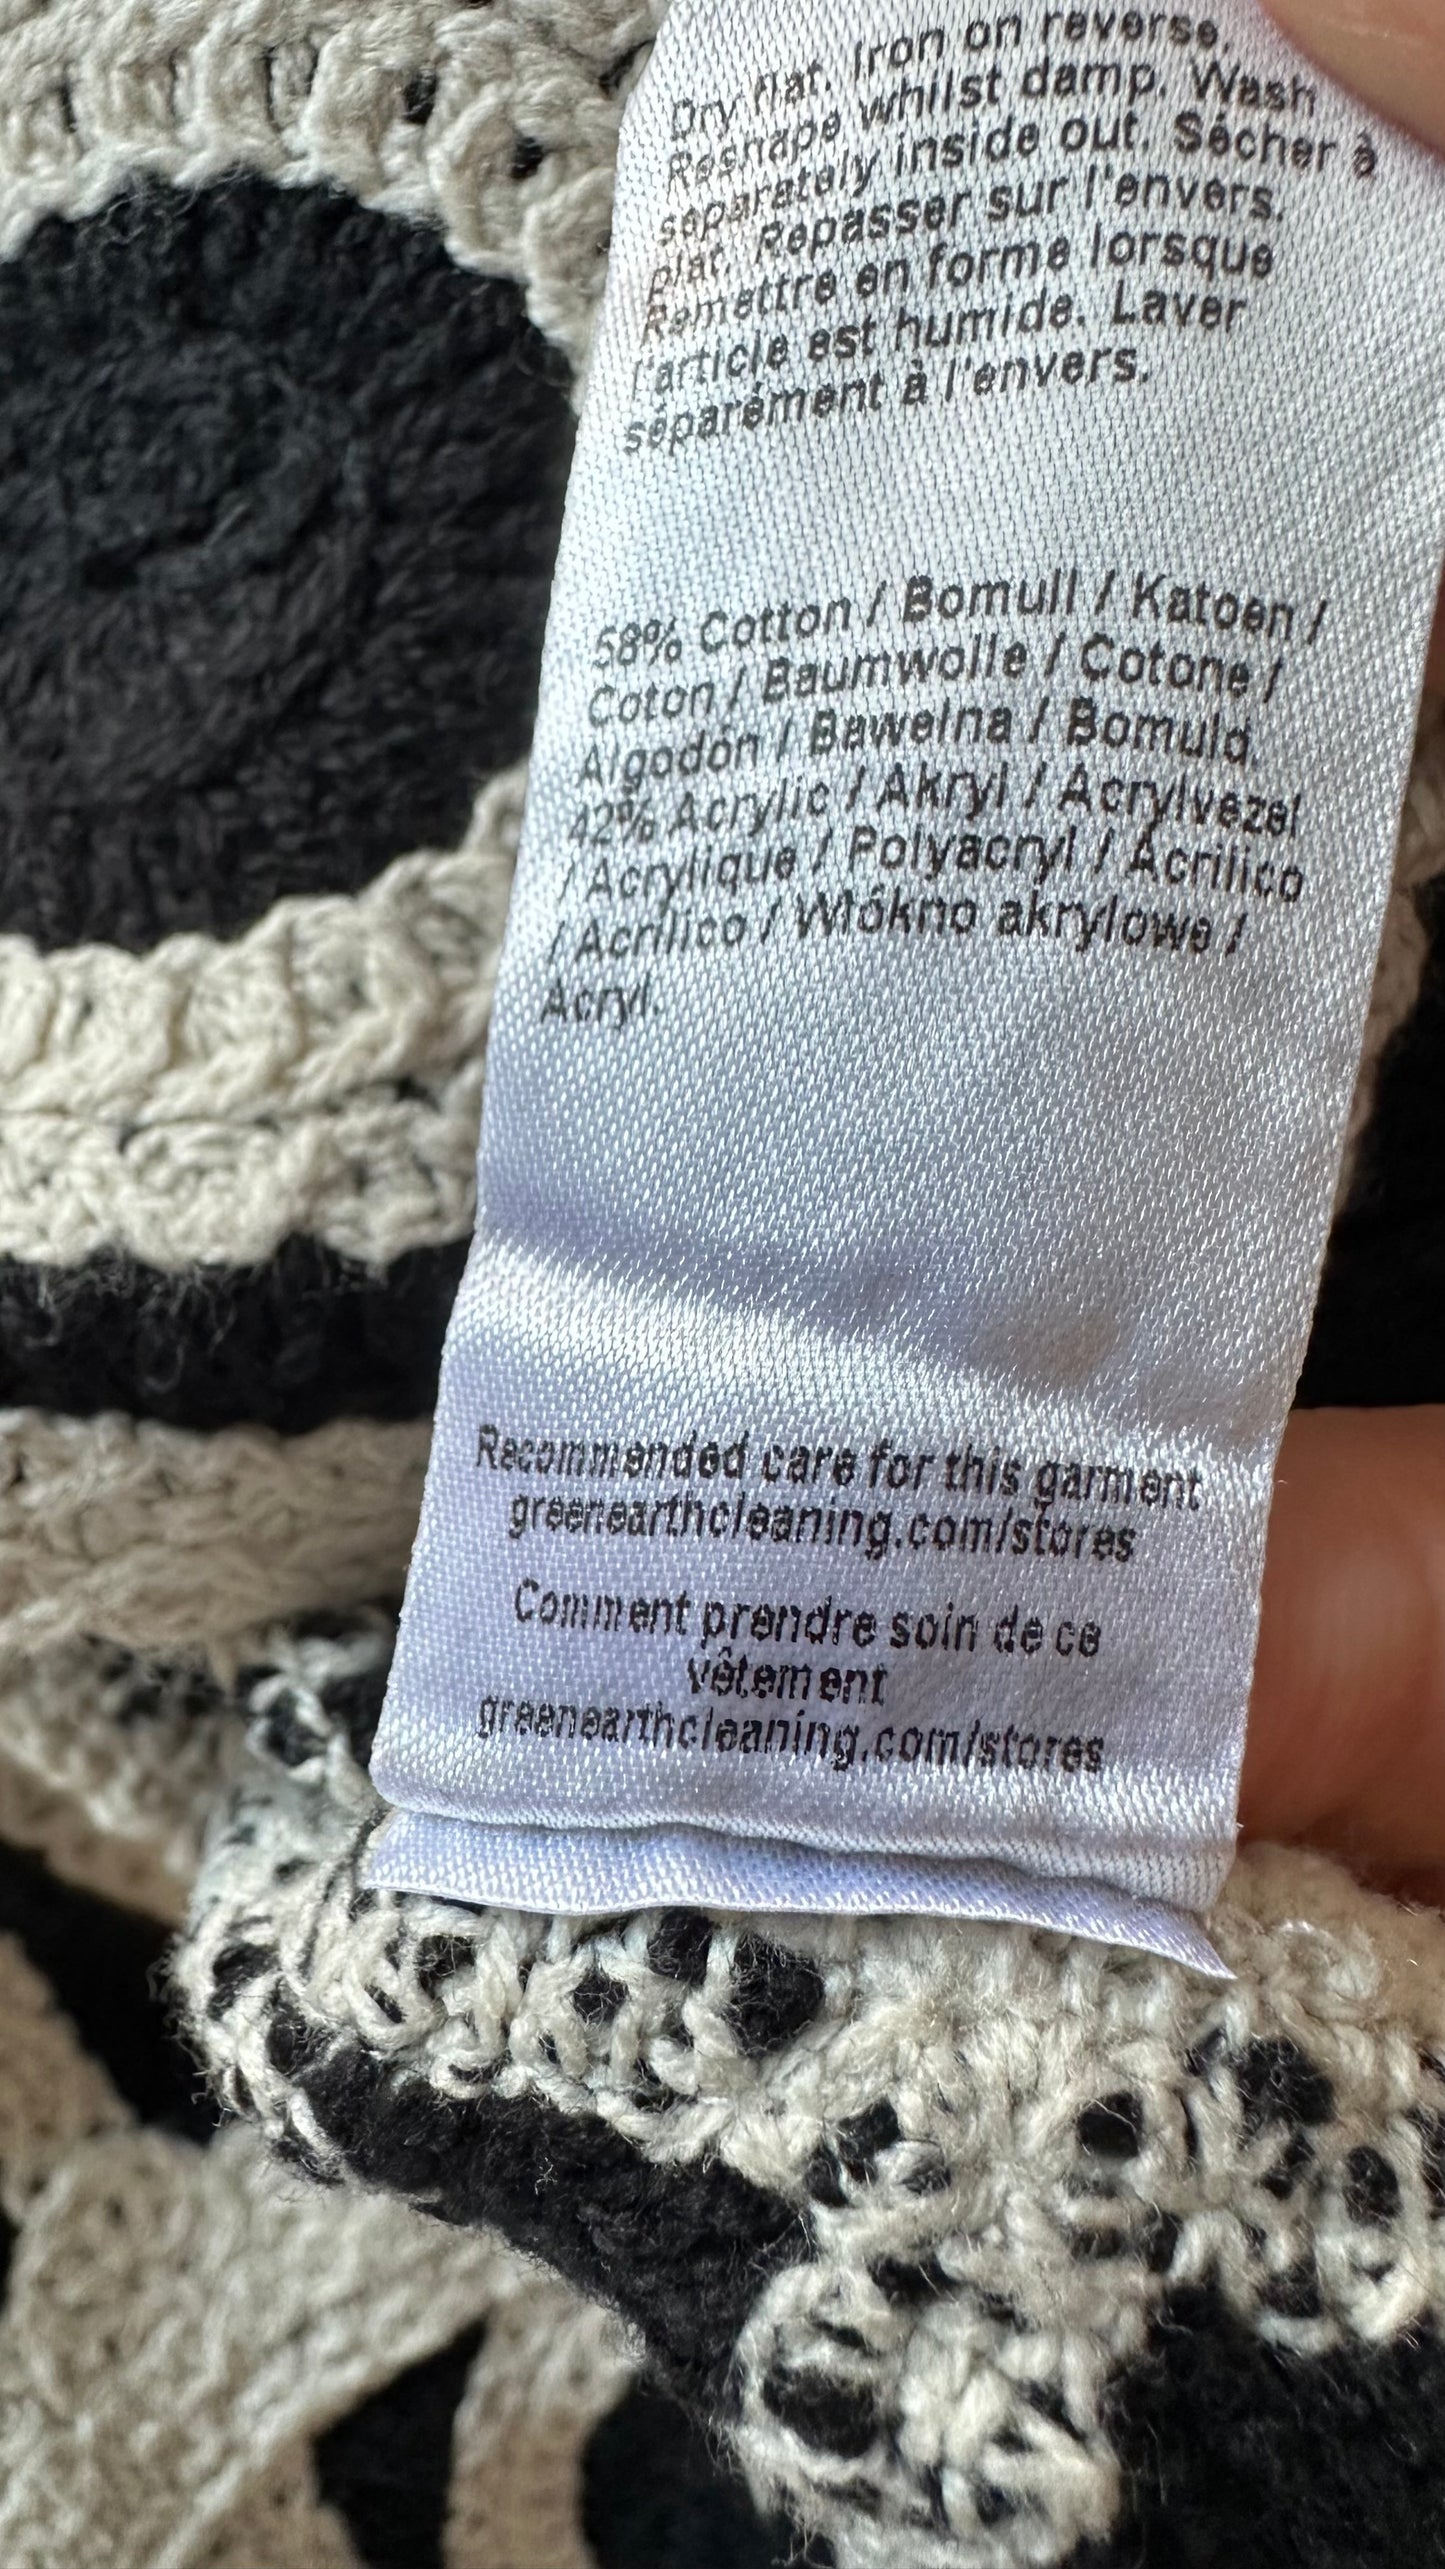 Dry flat. Iron on reverse.
Reshape whilst damp. Wash
separately inside out. Sécher à
plat. Repasser sur l'envers.
Remettre en forme lorsque
l'article est humide. Laver
séparément à l'envers.
58% Cotton / Bomull / Katoen /
Coton / Baumwolle / Cotone /
Algodón / Bawełna / Bomuld.
42% Acrylic / Akryl / Acrylvezel
/ Acrylique / Polyacryl / Acrilico
/ Acrílico / Włókno akrylowe /
Acryl.
Recommended care for this garment
greenearthcleaning.com/stores
Comment prendre soin de ce
vêtement
greenearthcleaning.com/stores